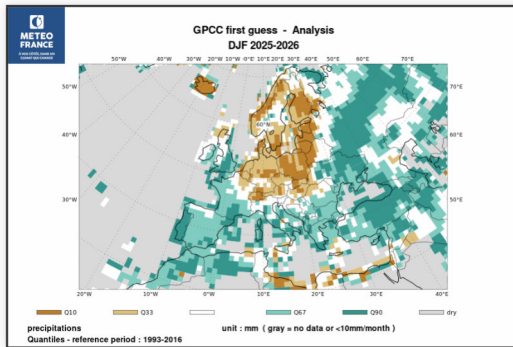 METEO
FRANCE
GPCC first guess - Analysis
DJF 2025-2026
50°W 40°W 30°W 20°W 10°W 0°E 10°E 20°E 30°E 40°E 50°E 60°E 70°E
50°W 70°E
60°N
40°W 60°E
30°W 50°E
20°W 10°W 0°W 10°E 20°E 30°E 40°E
Q10 Q33 Q67 Q90 dry
precipitations unit : mm ( gray = no data or <10mm/month )
Quantiles - reference period : 1993-2016